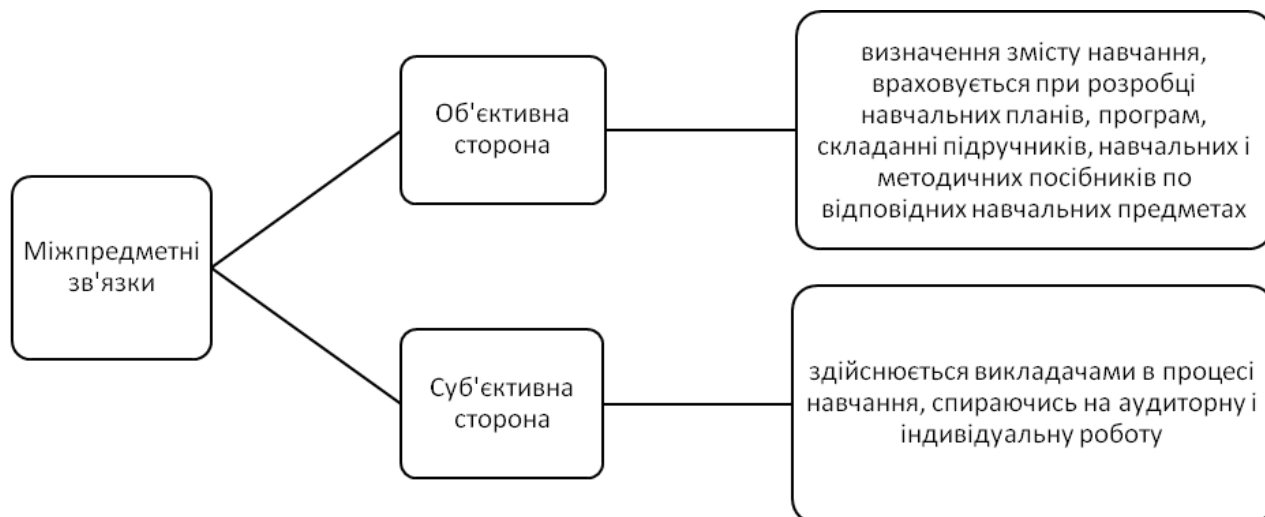 Міжпредметні
зв'язки
Об'єктивна
сторона
визначення змісту навчання,
враховується при розробці
навчальних планів, програм,
складанні підручників, навчальних і
методичних посібників по
відповідних навчальних предметах
Суб'єктивна
сторона
здійснюється викладачами в процесі
навчання, спираючись на аудиторну і
індивідуальну роботу